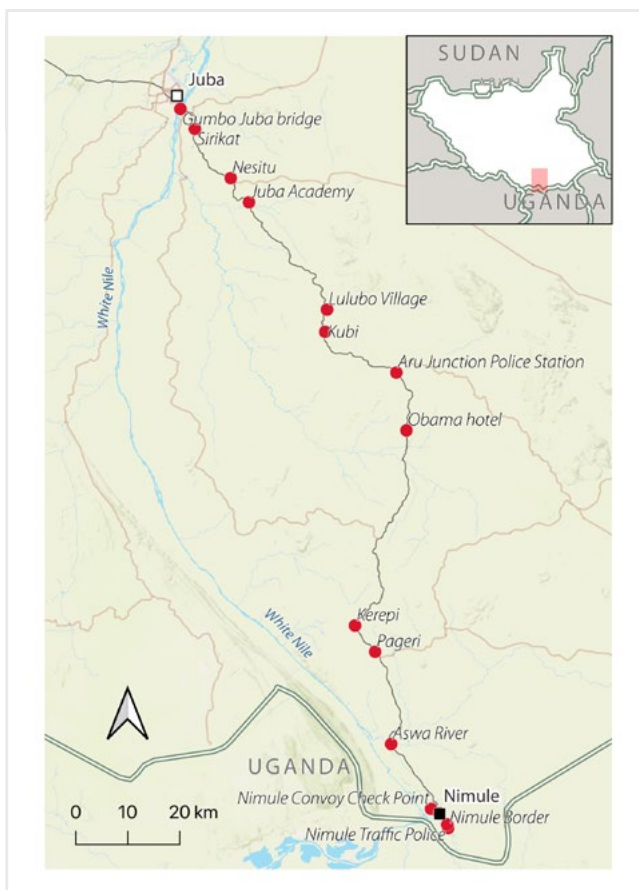 SUDAN
UGANDA
Juba
Gumbo Juba bridge
Sirikat
Nesitu
Juba Academy
White Nile
Lulubo Village
Kubi
Aru Junction Police Station
Obama hotel
Kerepi
White Nile
Pageri
Aswa River
UGANDA
Nimule Convoy Check Point
Nimule
Nimule Border
Nimule Traffic Police
0 10 20 km